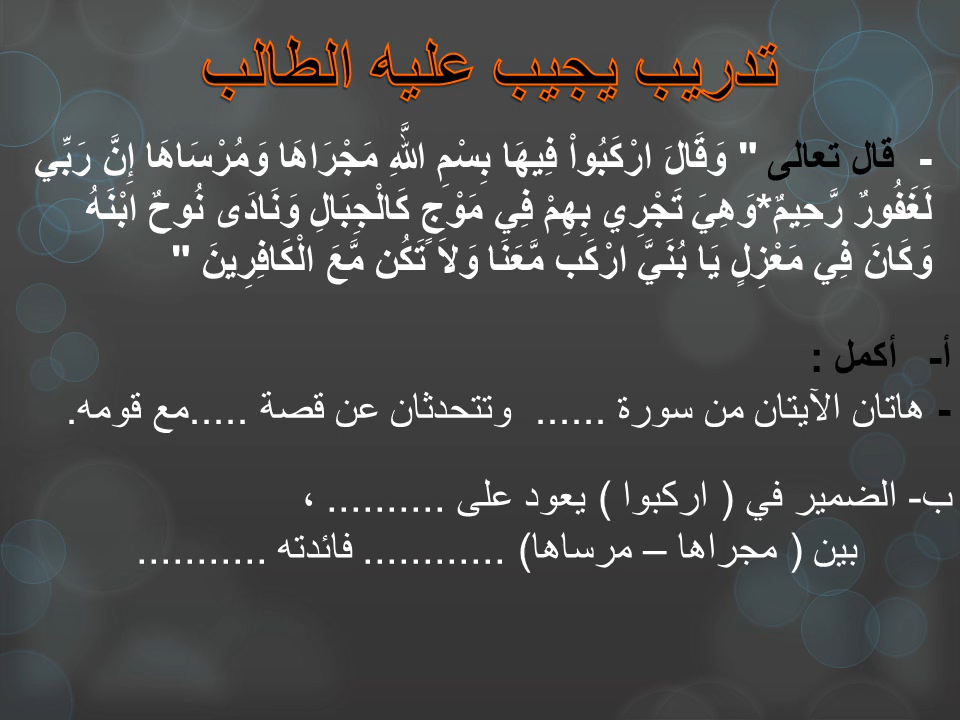 تدريب يجيب عليه الطالب
- قال تعالى " وَقَالَ ارْكَبُواْ فِيهَا بِسْمِ اللَّهِ مَجْرَاهَا وَمُرْسَاهَا إِنَّ رَبِّي
لَغَفُورٌ رَّحِيمٌ*وَهِيَ تَجْرِي بِهِمْ فِي مَوْجٍ كَالْجِبَالِ وَنَادَى نُوحٌ ابْنَهُ
وَكَانَ فِي مَعْزِلٍ يَا بُنَيَّ ارْكَب مَّعَنَا وَلاَ تَكُن مَّعَ الْكَافِرِينَ "
أ- أكمل :
- هاتان الآيتان من سورة ...... وتتحدثان عن قصة .....مع قومه.
ب- الضمير في ( اركبوا ) يعود على .......... ،
بين ( مجراها – مرساها) ............ فائدته ...........